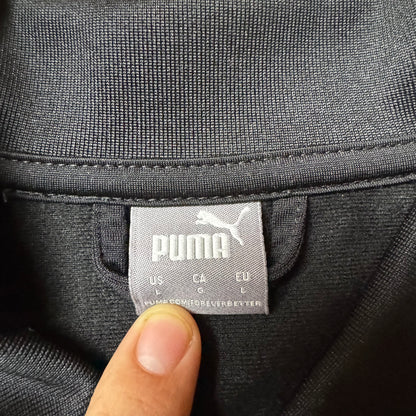 PUMA
US CA EU
L G L
PUMA.COM/FOREVERBETTER